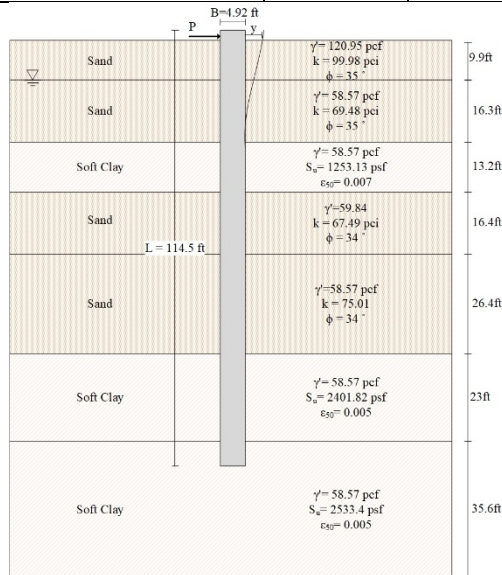 B=4.92 ft
P
y
Sand
γ'= 120.95 pcf
k = 99.98 pci
ϕ = 35 °
9.9ft
Sand
γ'= 58.57 pcf
k = 69.48 pci
ϕ = 35 °
16.3ft
Soft Clay
γ'= 58.57 pcf
Su= 1253.13 psf
ε50= 0.007
13.2ft
Sand
γ'=59.84
k = 67.49 pci
ϕ = 34 °
16.4ft
L = 114.5 ft
Sand
γ'=58.57 pcf
k = 75.01
ϕ = 34 °
26.4ft
Soft Clay
γ'= 58.57 pcf
Su= 2401.82 psf
ε50= 0.005
23ft
Soft Clay
γ'= 58.57 pcf
Su= 2533.4 psf
ε50= 0.005
35.6ft